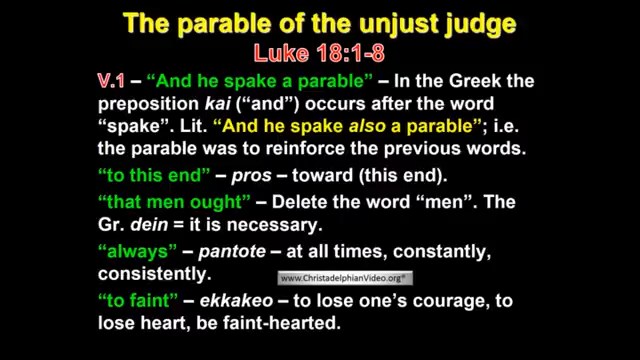 The parable of the unjust judge
Luke 18:1-8
V.1 – “And he spake a parable” – In the Greek the
preposition kai (“and”) occurs after the word
“spake”. Lit. “And he spake also a parable”; i.e.
the parable was to reinforce the previous words.
“to this end” – pros – toward (this end).
“that men ought” – Delete the word “men”. The
Gr. dein = it is necessary.
“always” – pantote – at all times, constantly,
consistently.
www.ChristadelphianVideo.org®
“to faint” – ekkakeo – to lose one’s courage, to
lose heart, be faint-hearted.